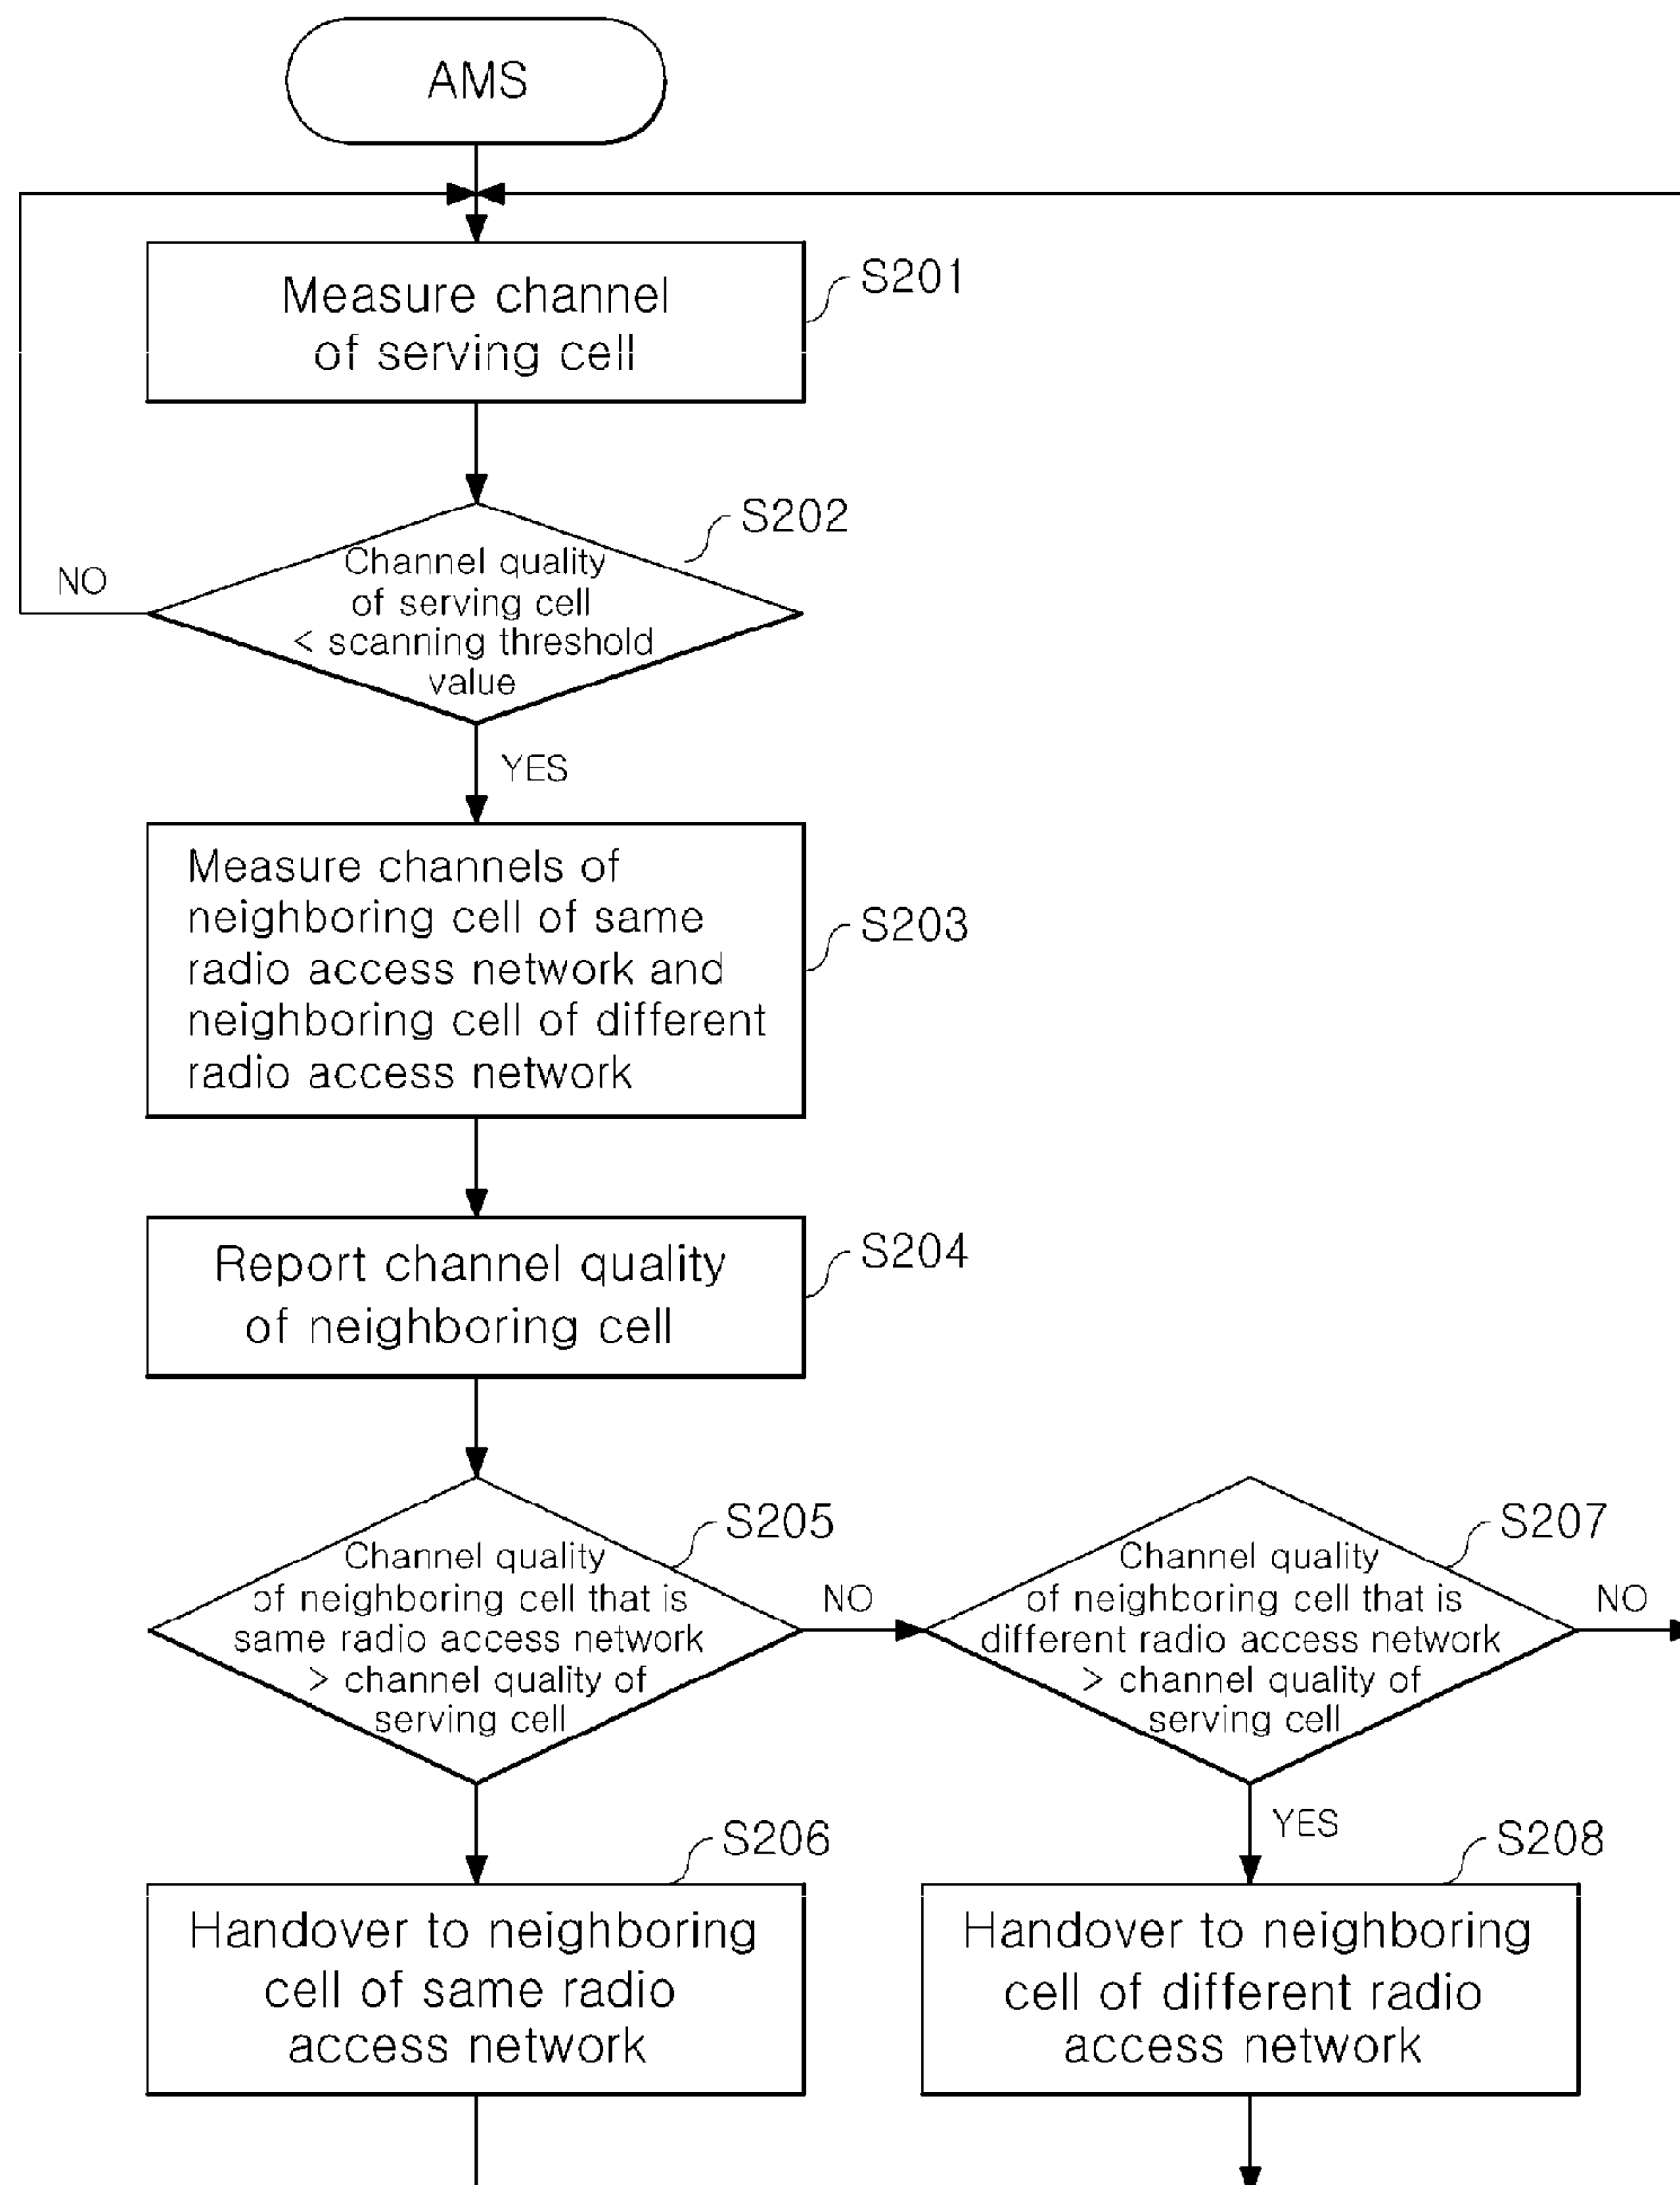 AMS
Measure channel
of serving cell
S201
S202
Channel quality
of serving cell
< scanning threshold
value
NO
YES
Measure channels of
neighboring cell of same
radio access network and
neighboring cell of different
radio access network
S203
Report channel quality
of neighboring cell
S204
S205
Channel quality
of neighboring cell that is
same radio access network
> channel quality of
serving cell
NO
S207
Channel quality
of neighboring cell that is
different radio access network
> channel quality of
serving cell
NO
YES
S206
Handover to neighboring
cell of same radio
access network
S208
Handover to neighboring
cell of different radio
access network